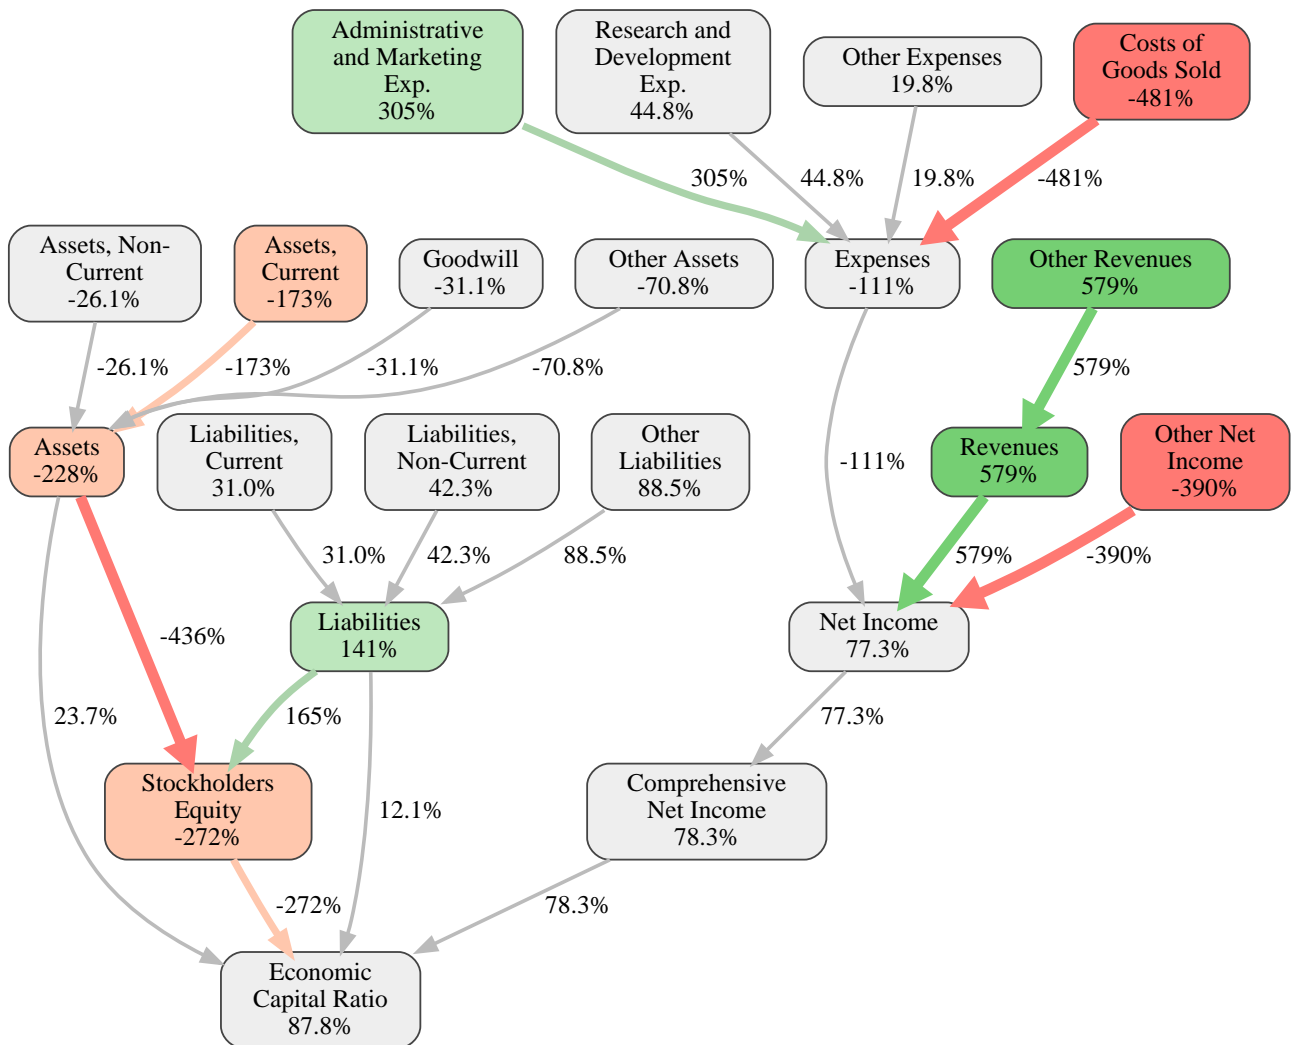 Administrative
and Marketing
Exp.
305%
Research and
Development
Exp.
44.8%
Other Expenses
19.8%
Costs of
Goods Sold
-481%
305%
44.8%
19.8%
-481%
Assets, Non-
Current
-26.1%
Assets,
Current
-173%
Goodwill
-31.1%
Other Assets
-70.8%
Expenses
-111%
Other Revenues
579%
-26.1%
-173%
-31.1%
-70.8%
579%
Assets
-228%
Liabilities,
Current
31.0%
Liabilities,
Non-Current
42.3%
Other
Liabilities
88.5%
-111%
Revenues
579%
Other Net
Income
-390%
31.0%
42.3%
88.5%
579%
-390%
-436%
Liabilities
141%
Net Income
77.3%
23.7%
165%
77.3%
Stockholders
Equity
-272%
12.1%
Comprehensive
Net Income
78.3%
-272%
78.3%
Economic
Capital Ratio
87.8%